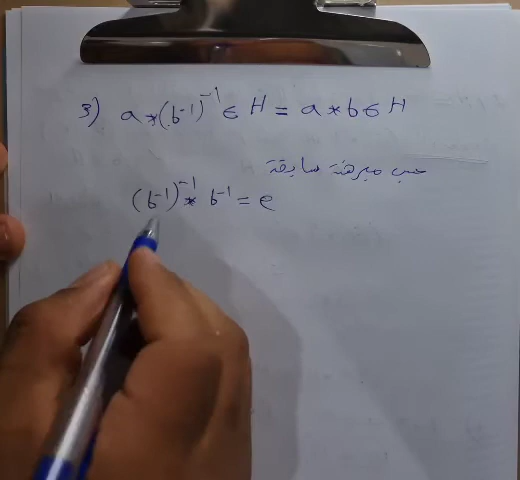 3) a*(b-1)⁻¹ ∈ H = a*b ∈ H
حسب مبرهنة سابقة
(b-1)⁻¹ * b-1 = e